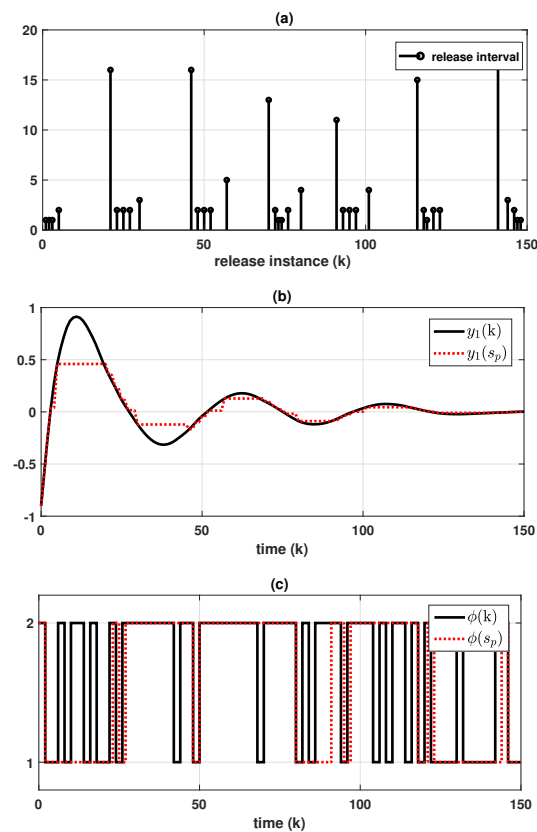 (a)
20
15
10
5
0
release interval
0 50 100 150
release instance (k)
(b)
1
0.5
0
-0.5
-1
y₁(k)
y₁(sₚ)
0 50 100 150
time (k)
(c)
2
1
ϕ(k)
ϕ(sₚ)
0 50 100 150
time (k)